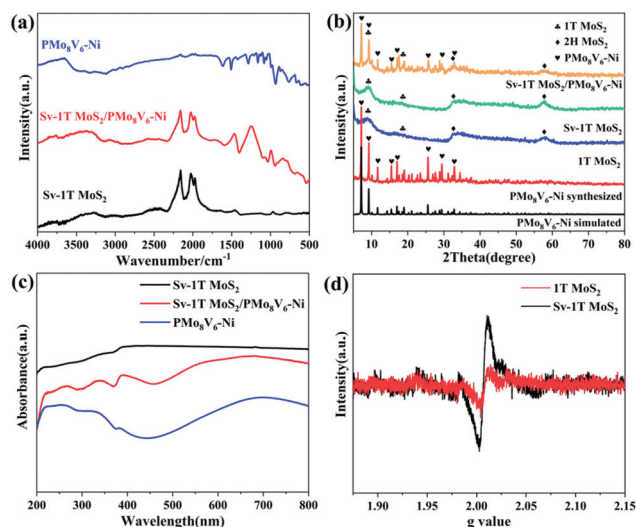 (a)
PMo₈V₆-Ni
Sv-1T MoS₂/PMo₈V₆-Ni
Sv-1T MoS₂
Intensity(a.u.)
4000 3500 3000 2500 2000 1500 1000 500
Wavenumber/cm⁻¹
(b)
♣ 1T MoS₂
♦ 2H MoS₂
♥ PMo₈V₆-Ni
Sv-1T MoS₂/PMo₈V₆-Ni
Sv-1T MoS₂
1T MoS₂
PMo₈V₆-Ni synthesized
PMo₈V₆-Ni simulated
Intensity(a.u.)
10 20 30 40 50 60 70 80
2Theta(degree)
(c)
Sv-1T MoS₂
Sv-1T MoS₂/PMo₈V₆-Ni
PMo₈V₆-Ni
Absorbance(a.u.)
200 300 400 500 600 700 800
Wavelength(nm)
(d)
1T MoS₂
Sv-1T MoS₂
Intensity(a.u.)
1.90 1.95 2.00 2.05 2.10 2.15
g value